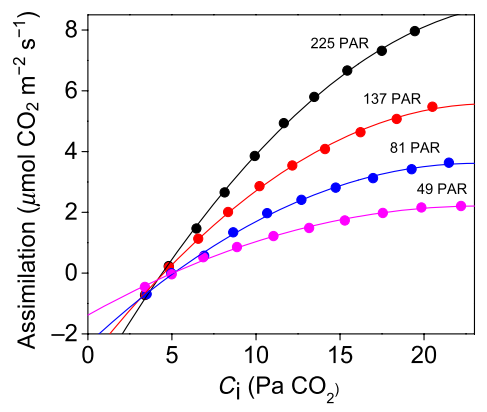 8
6
4
2
0
−2
0
5
10
15
20
Assimilation (μmol CO₂ m⁻² s⁻¹)
Ci (Pa CO₂)
225 PAR
137 PAR
81 PAR
49 PAR